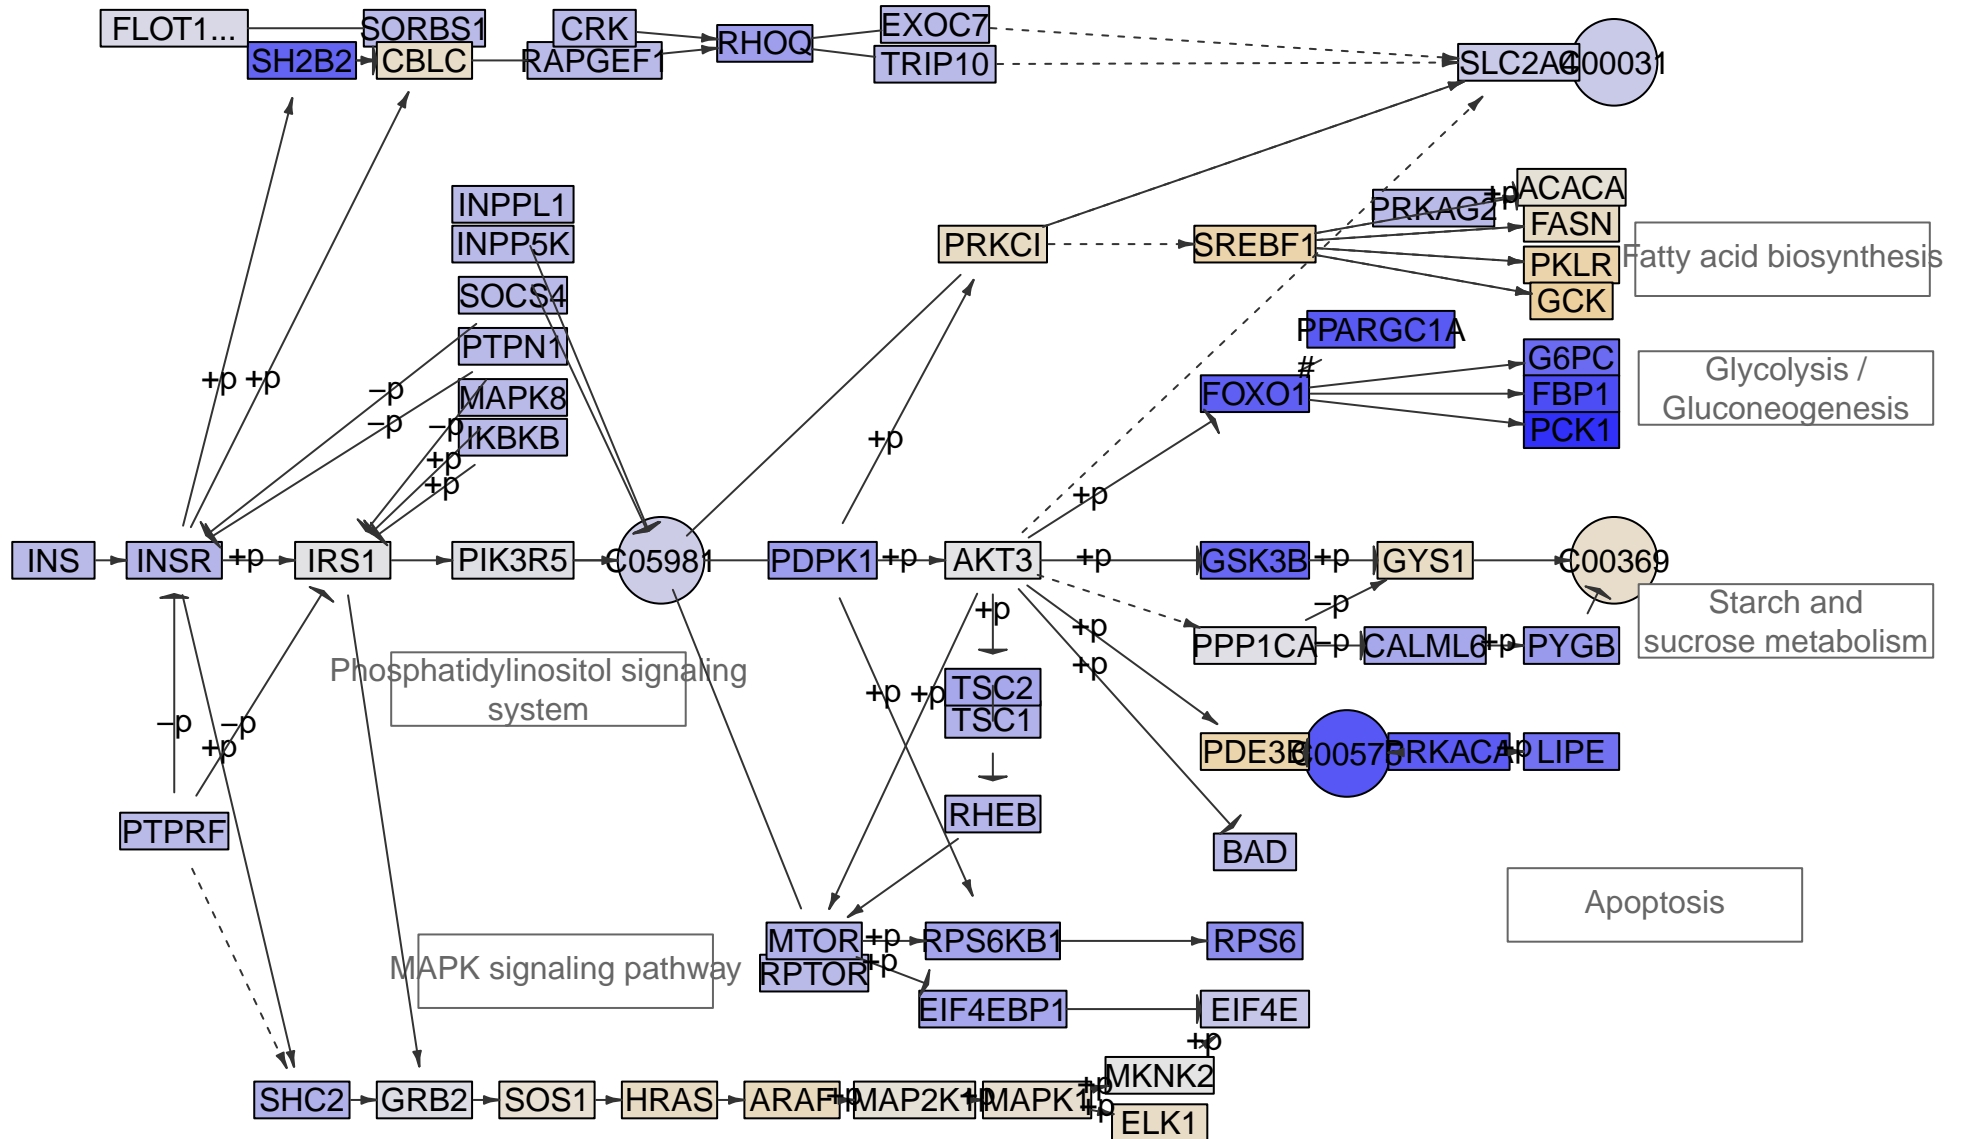 FLOT1...
SORBS1
SH2B2
CBLC
CRK
RAPGEF1
RHOQ
EXOC7
TRIP10
SLC2A4
C00031
INPPL1
INPP5K
SOCS4
PTPN1
MAPK8
IKBKB
PRKCI
SREBF1
PRKAG2
+p
ACACA
FASN
PKLR
GCK
Fatty acid biosynthesis
PPARGC1A
#
FOXO1
G6PC
FBP1
PCK1
Glycolysis /
Gluconeogenesis
+p
+p
−p
−p
−p
+p
+p
+p
+p
INS
INSR
+p
IRS1
PIK3R5
C05981
PDPK1
+p
AKT3
+p
GSK3B
+p
GYS1
C00369
−p
PPP1CA
−p
CALML6
+p
PYGB
Starch and
sucrose metabolism
Phosphatidylinositol signaling
system
+p
+p
+p
+p
+p
TSC2
TSC1
−p
−p
+p
PDE3B
C00575
PRKACA
+p
LIPE
PTPRF
RHEB
BAD
Apoptosis
MAPK signaling pathway
MTOR
RPTOR
+p
+p
RPS6KB1
RPS6
EIF4EBP1
EIF4E
+p
MKNK2
SHC2
GRB2
SOS1
HRAS
ARAF
+p
MAP2K1
+p
MAPK1
+p
+p
ELK1